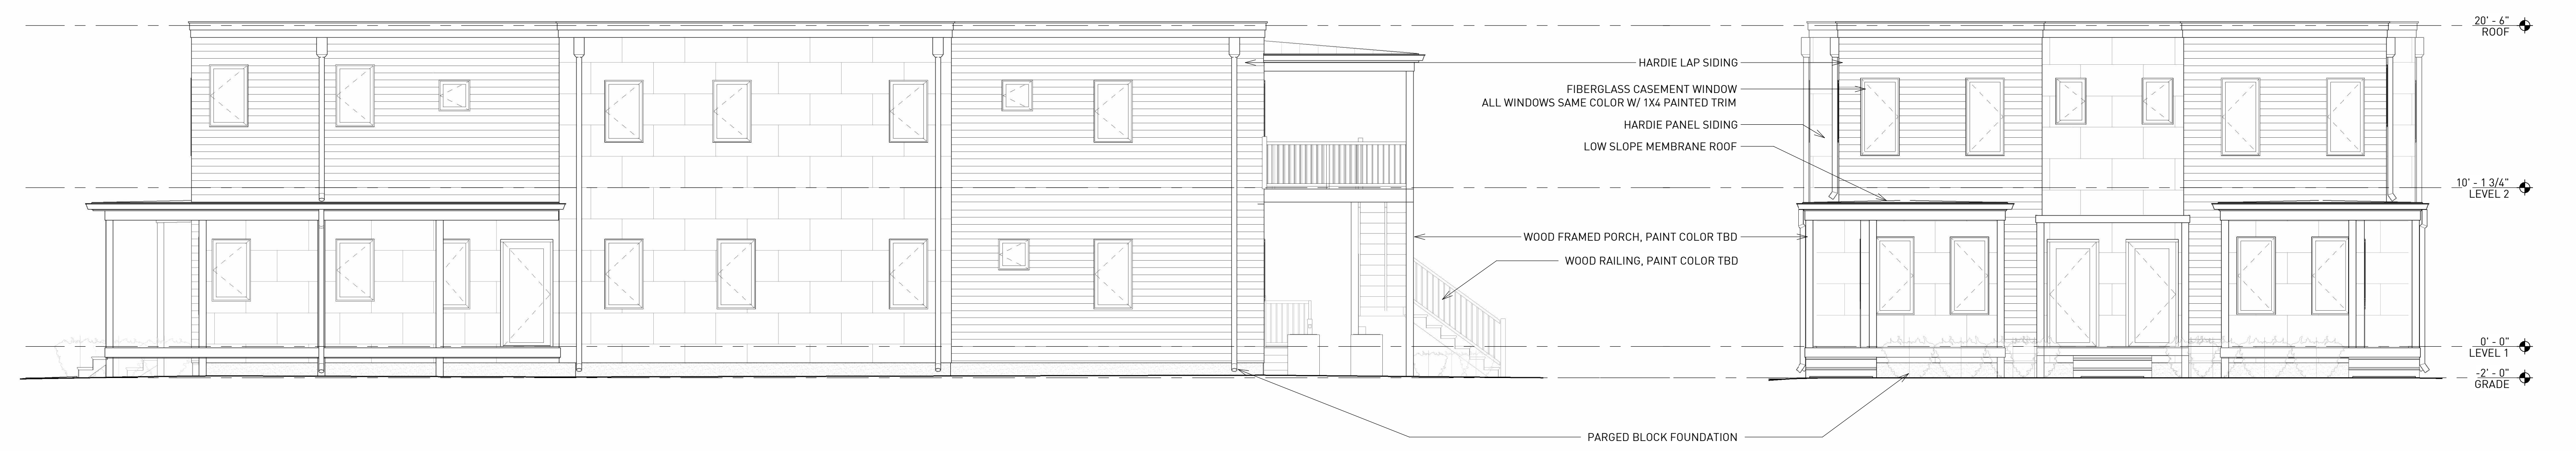 20' - 6"
ROOF
HARDIE LAP SIDING
FIBERGLASS CASEMENT WINDOW
ALL WINDOWS SAME COLOR W/ 1X4 PAINTED TRIM
HARDIE PANEL SIDING
LOW SLOPE MEMBRANE ROOF
10' - 1 3/4"
LEVEL 2
WOOD FRAMED PORCH, PAINT COLOR TBD
WOOD RAILING, PAINT COLOR TBD
0' - 0"
LEVEL 1
-2' - 0"
GRADE
PARGED BLOCK FOUNDATION